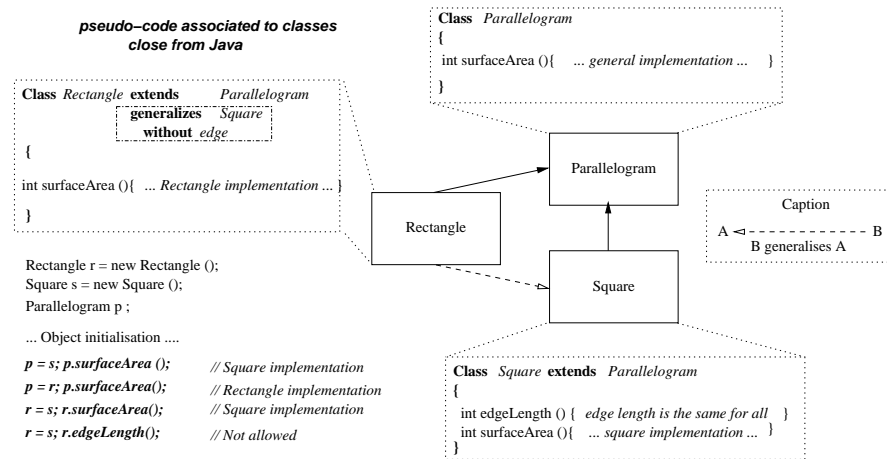 pseudo–code associated to classes
close from Java
Class Parallelogram
{
int surfaceArea (){ ... general implementation ... }
}
Class Rectangle extends Parallelogram
generalizes Square
without edge
{
int surfaceArea (){ ... Rectangle implementation ... }
}
Parallelogram
Rectangle
Square
Caption
A B
B generalises A
Rectangle r = new Rectangle ();
Square s = new Square ();
Parallelogram p ;
... Object initialisation ....
p = s; p.surfaceArea (); // Square implementation
p = r; p.surfaceArea(); // Rectangle implementation
r = s; r.surfaceArea(); // Square implementation
r = s; r.edgeLength(); // Not allowed
Class Square extends Parallelogram
{
int edgeLength () { edge length is the same for all }
int surfaceArea (){ ... square implementation ... }
}